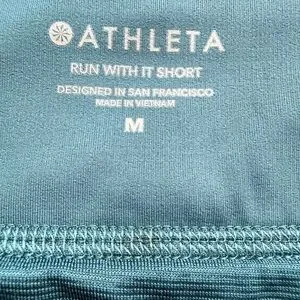 ATHLETA
RUN WITH IT SHORT
DESIGNED IN SAN FRANCISCO
MADE IN VIETNAM
M